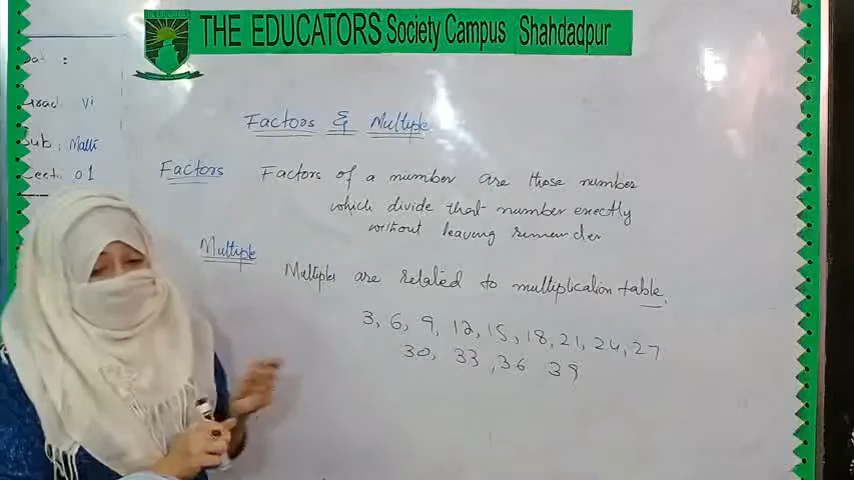 THE EDUCATORS Society Campus Shahdadpur
Grad: Vi
Sub: Math
Lect: 01
Factors & Multiple
Factors Factors of a number are those number
which divide that number exectly
without leaving remender
Multiple
Multiples are related to multiplication table.
3, 6, 9, 12, 15, 18, 21, 24, 27
30, 33, 36 39